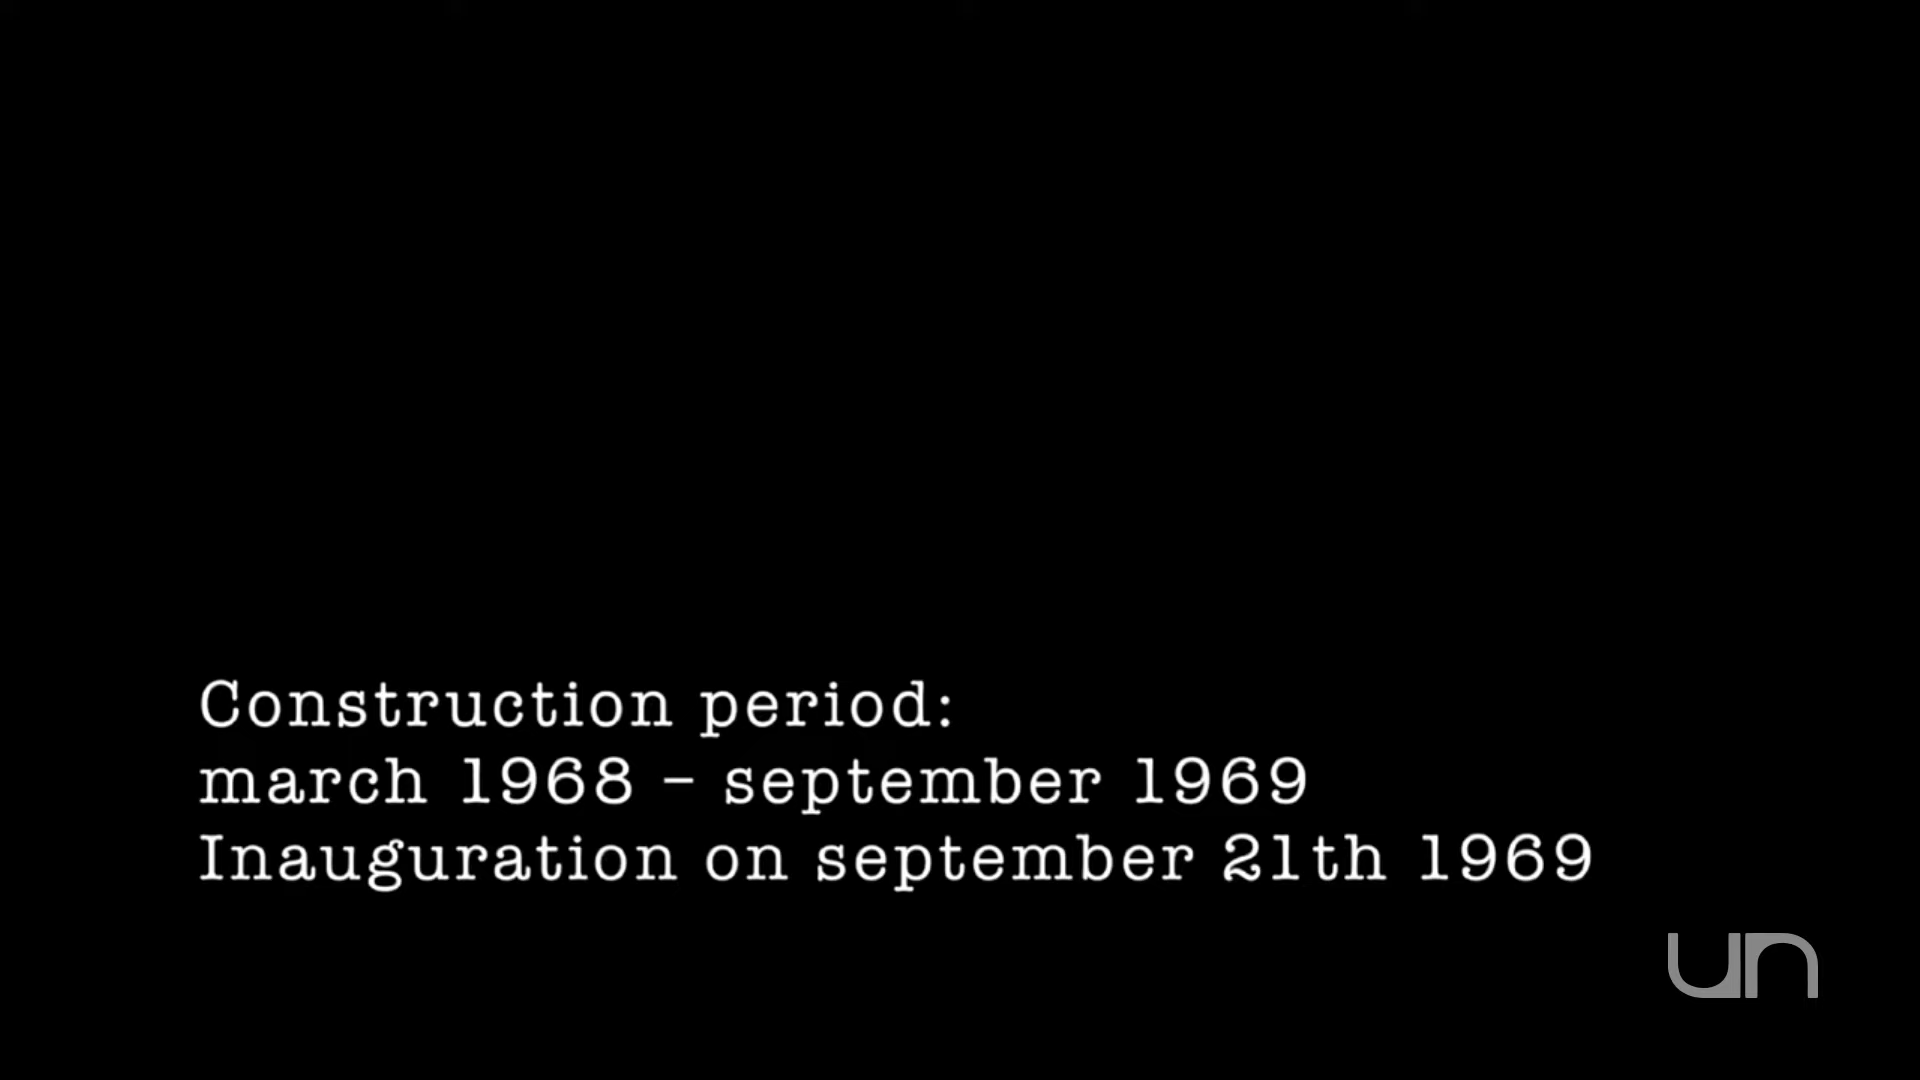 Construction period:
march 1968 – september 1969
Inauguration on september 21th 1969
un